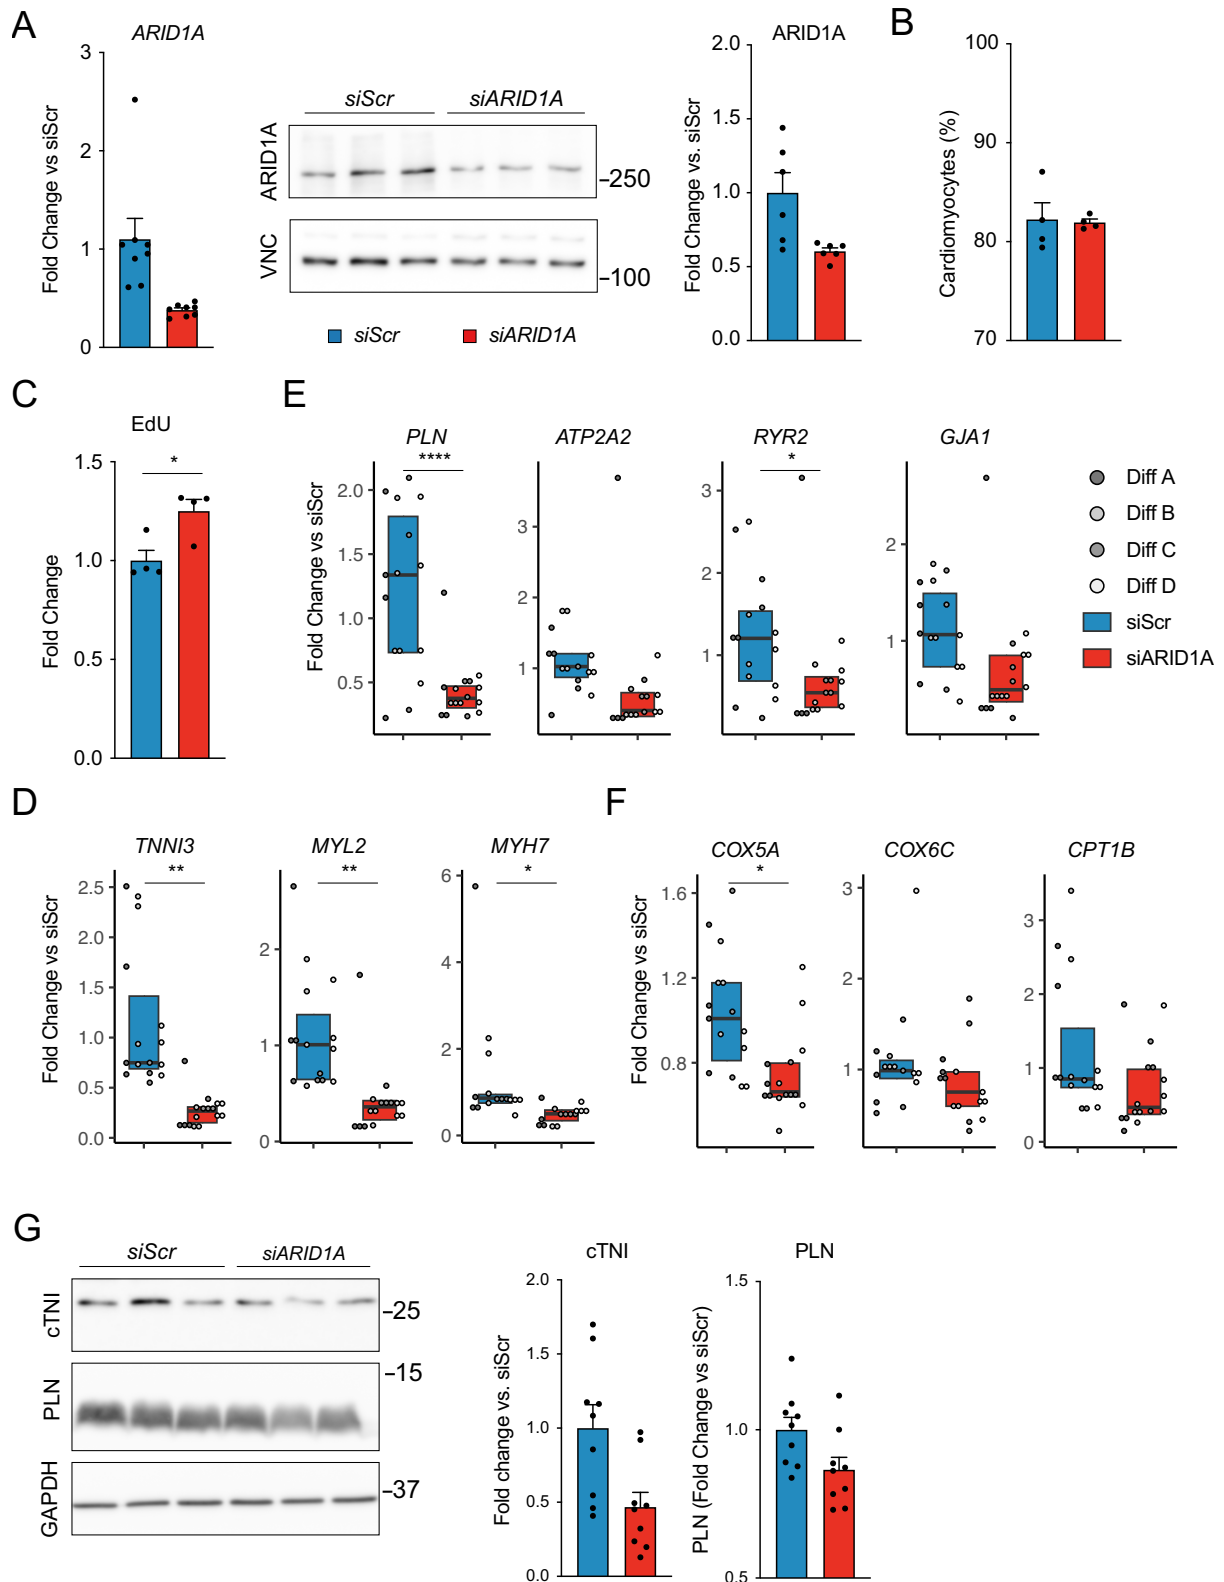 A
ARID1A
Fold Change vs siScr
3
2
1
0
siScr
siARID1A
ARID1A
–250
VNC
–100
siScr
siARID1A
ARID1A
Fold Change vs. siScr
2.0
1.5
1.0
0.5
0.0
B
Cardiomyocytes (%)
100
90
80
70
C
EdU
*
Fold Change
1.5
1.0
0.5
0.0
E
Fold Change vs siScr
PLN
****
2.0
1.5
1.0
0.5
ATP2A2
3
2
1
RYR2
*
3
2
1
GJA1
2
1
Diff A
Diff B
Diff C
Diff D
siScr
siARID1A
D
Fold Change vs siScr
TNNI3
**
2.5
2.0
1.5
1.0
0.5
0.0
MYL2
**
2
1
0
MYH7
*
6
4
2
0
F
Fold Change vs siScr
COX5A
*
1.6
1.2
0.8
COX6C
3
2
1
CPT1B
3
2
1
0
G
siScr
siARID1A
cTNI
–25
PLN
–15
GAPDH
–37
cTNI
Fold change vs. siScr
2.0
1.5
1.0
0.5
0.0
PLN
PLN (Fold Change vs siScr)
1.5
1.0
0.5